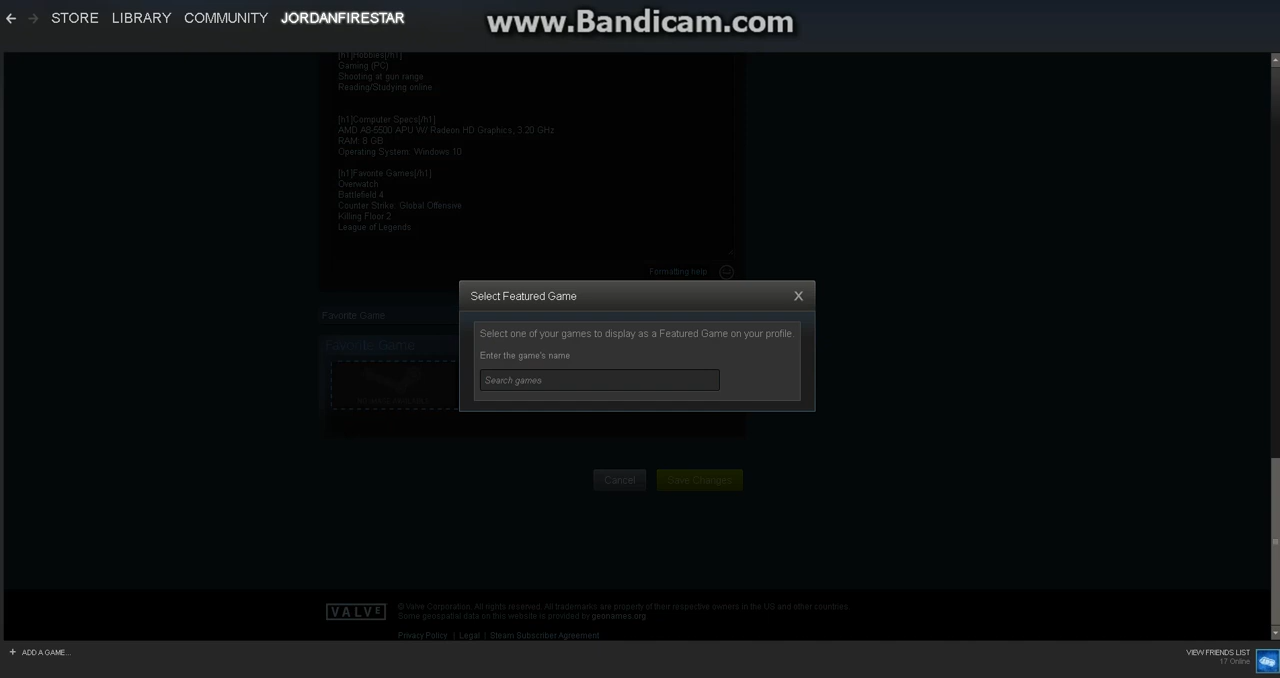 STORE LIBRARY COMMUNITY JORDANFIRESTAR
www.Bandicam.com
[h1]Hobbies[/h1]
Gaming (PC)
Shooting at gun range
Reading/Studying online
[h1]Computer Specs[/h1]
AMD A8-5500 APU W/ Radeon HD Graphics, 3.20 GHz
RAM: 8 GB
Operating System: Windows 10
[h1]Favorite Games[/h1]
Overwatch
Battlefield 4
Counter Strike: Global Offensive
Killing Floor 2
League of Legends
Formatting help
Select Featured Game X
Select one of your games to display as a Featured Game on your profile.
Enter the game's name
Search games
Favorite Game
Favorite Game
Cancel Save Changes
VALVE
© Valve Corporation. All rights reserved. All trademarks are property of their respective owners in the US and other countries.
Some geospatial data on this website is provided by geonames.org.
Privacy Policy | Legal | Steam Subscriber Agreement
+ ADD A GAME...
VIEW FRIENDS LIST
17 Online